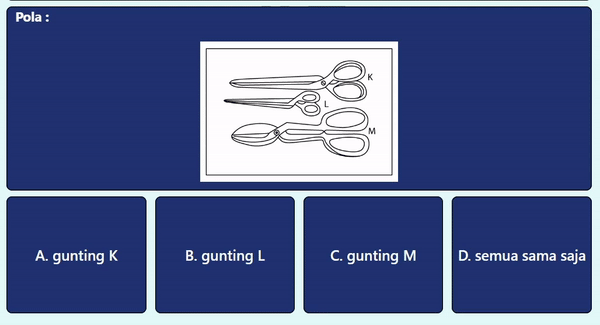 Pola :
K
L
M
A. gunting K
B. gunting L
C. gunting M
D. semua sama saja